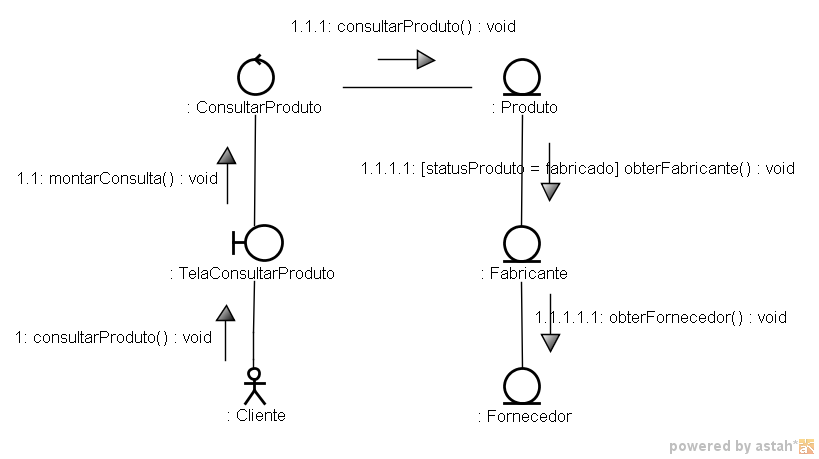 1.1.1: consultarProduto() : void
: ConsultarProduto
: Produto
1.1: montarConsulta() : void
1.1.1.1: [statusProduto = fabricado] obterFabricante() : void
: TelaConsultarProduto
: Fabricante
1: consultarProduto() : void
1.1.1.1.1: obterFornecedor() : void
: Cliente
: Fornecedor
powered by astah*